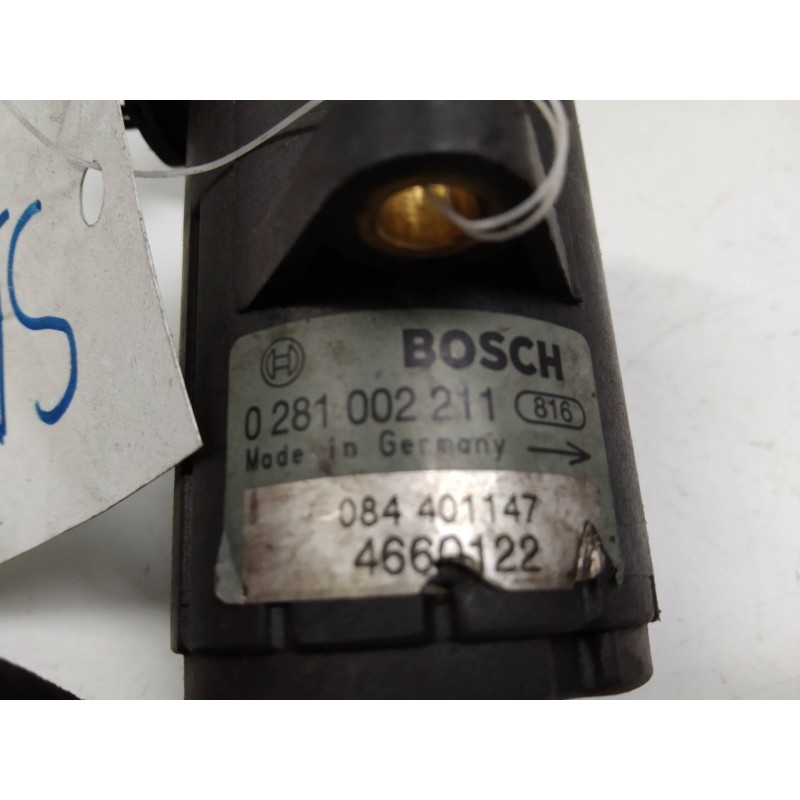 BOSCH
0 281 002 211 816
Made in Germany →
084 401147
4660122